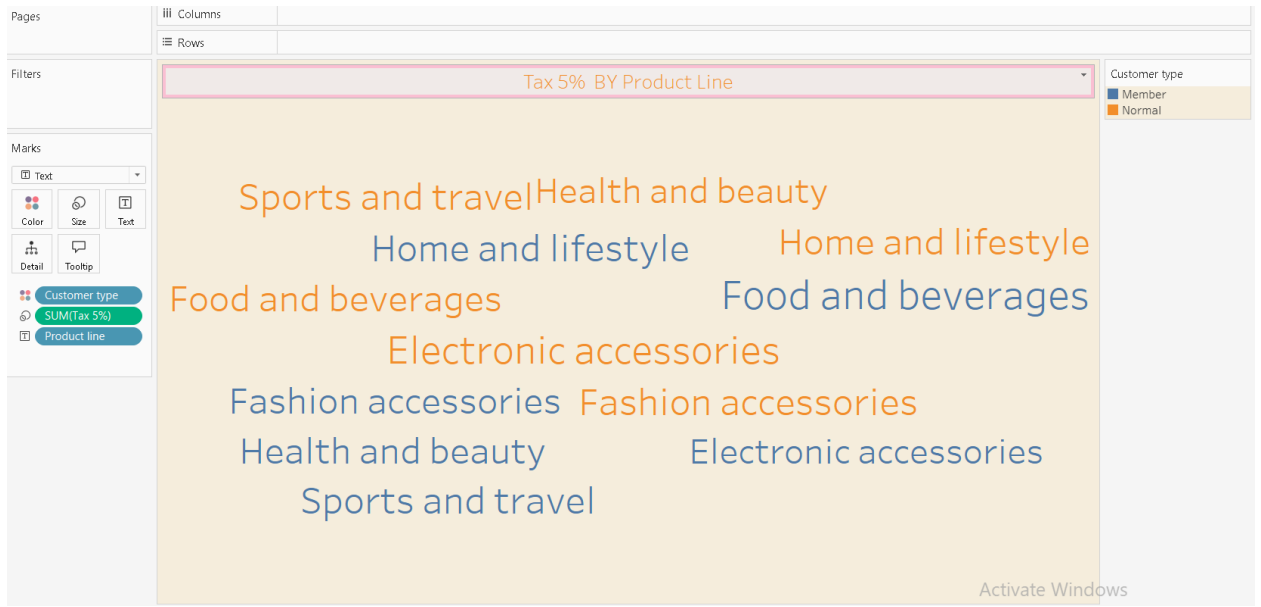 Pages
Columns
Rows
Filters
Tax 5%  BY Product Line
Customer type
Member
Normal
Marks
Text
Color Size Text
Detail Tooltip
Customer type
SUM(Tax 5%)
Product line
Sports and travel Health and beauty
Home and lifestyle Home and lifestyle
Food and beverages Food and beverages
Electronic accessories
Fashion accessories Fashion accessories
Health and beauty Electronic accessories
Sports and travel
Activate Windows